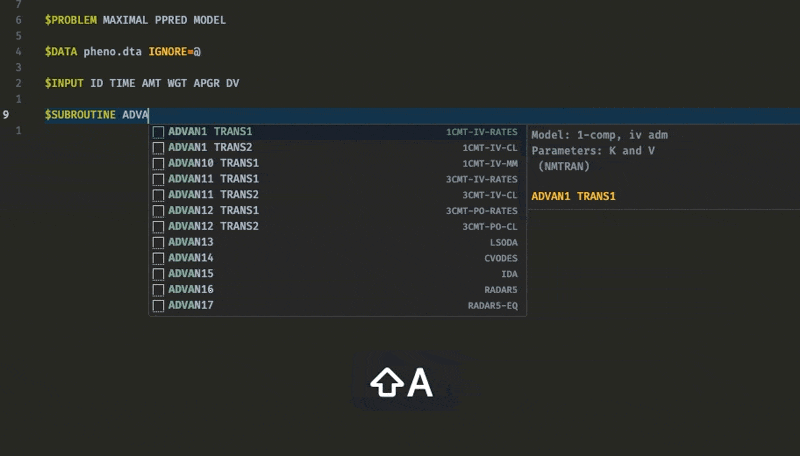 7
6 $PROBLEM MAXIMAL PPRED MODEL
5
4 $DATA pheno.dta IGNORE=@
3
2 $INPUT ID TIME AMT WGT APGR DV
1
9 $SUBROUTINE ADVA
1
ADVAN1 TRANS1 1CMT-IV-RATES
ADVAN1 TRANS2 1CMT-IV-CL
ADVAN10 TRANS1 1CMT-IV-MM
ADVAN11 TRANS1 3CMT-IV-RATES
ADVAN11 TRANS2 3CMT-IV-CL
ADVAN12 TRANS1 3CMT-PO-RATES
ADVAN12 TRANS2 3CMT-PO-CL
ADVAN13 LSODA
ADVAN14 CVODES
ADVAN15 IDA
ADVAN16 RADAR5
ADVAN17 RADAR5-EQ
Model: 1-comp, iv adm
Parameters: K and V
(NMTRAN)
ADVAN1 TRANS1
⇧A